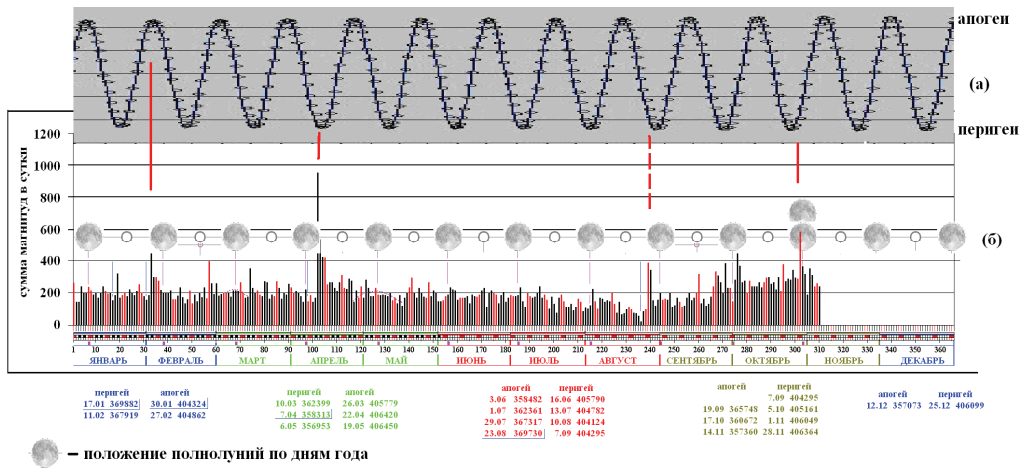 апогеи
(а)
перигеи
1200
1000
800
600
400
200
0
сумма магнитуд в сутки
(б)
1 10 20 30 40 50 60 70 80 90 100 110 120 130 140 150 160 170 180 190 200 210 220 230 240 250 260 270 280 290 300 310 320 330 340 350 360
ЯНВАРЬ ФЕВРАЛЬ МАРТ АПРЕЛЬ МАЙ ИЮНЬ ИЮЛЬ АВГУСТ СЕНТЯБРЬ ОКТЯБРЬ НОЯБРЬ ДЕКАБРЬ
перигей апогей
17.01 369882 30.01 404324
11.02 367919 27.02 404862
перигей апогей
10.03 362399 26.03 405779
7.04 358313 22.04 406420
6.05 356953 19.05 406450
апогей перигей
3.06 358482 16.06 405790
1.07 362361 13.07 404782
29.07 367317 10.08 404124
23.08 369730 7.09 404295
апогей перигей
7.09 404295
19.09 365748 5.10 405161
17.10 360672 1.11 406049
14.11 357360 28.11 406364
апогей перигей
12.12 357073 25.12 406099
– положение полнолуний по дням года